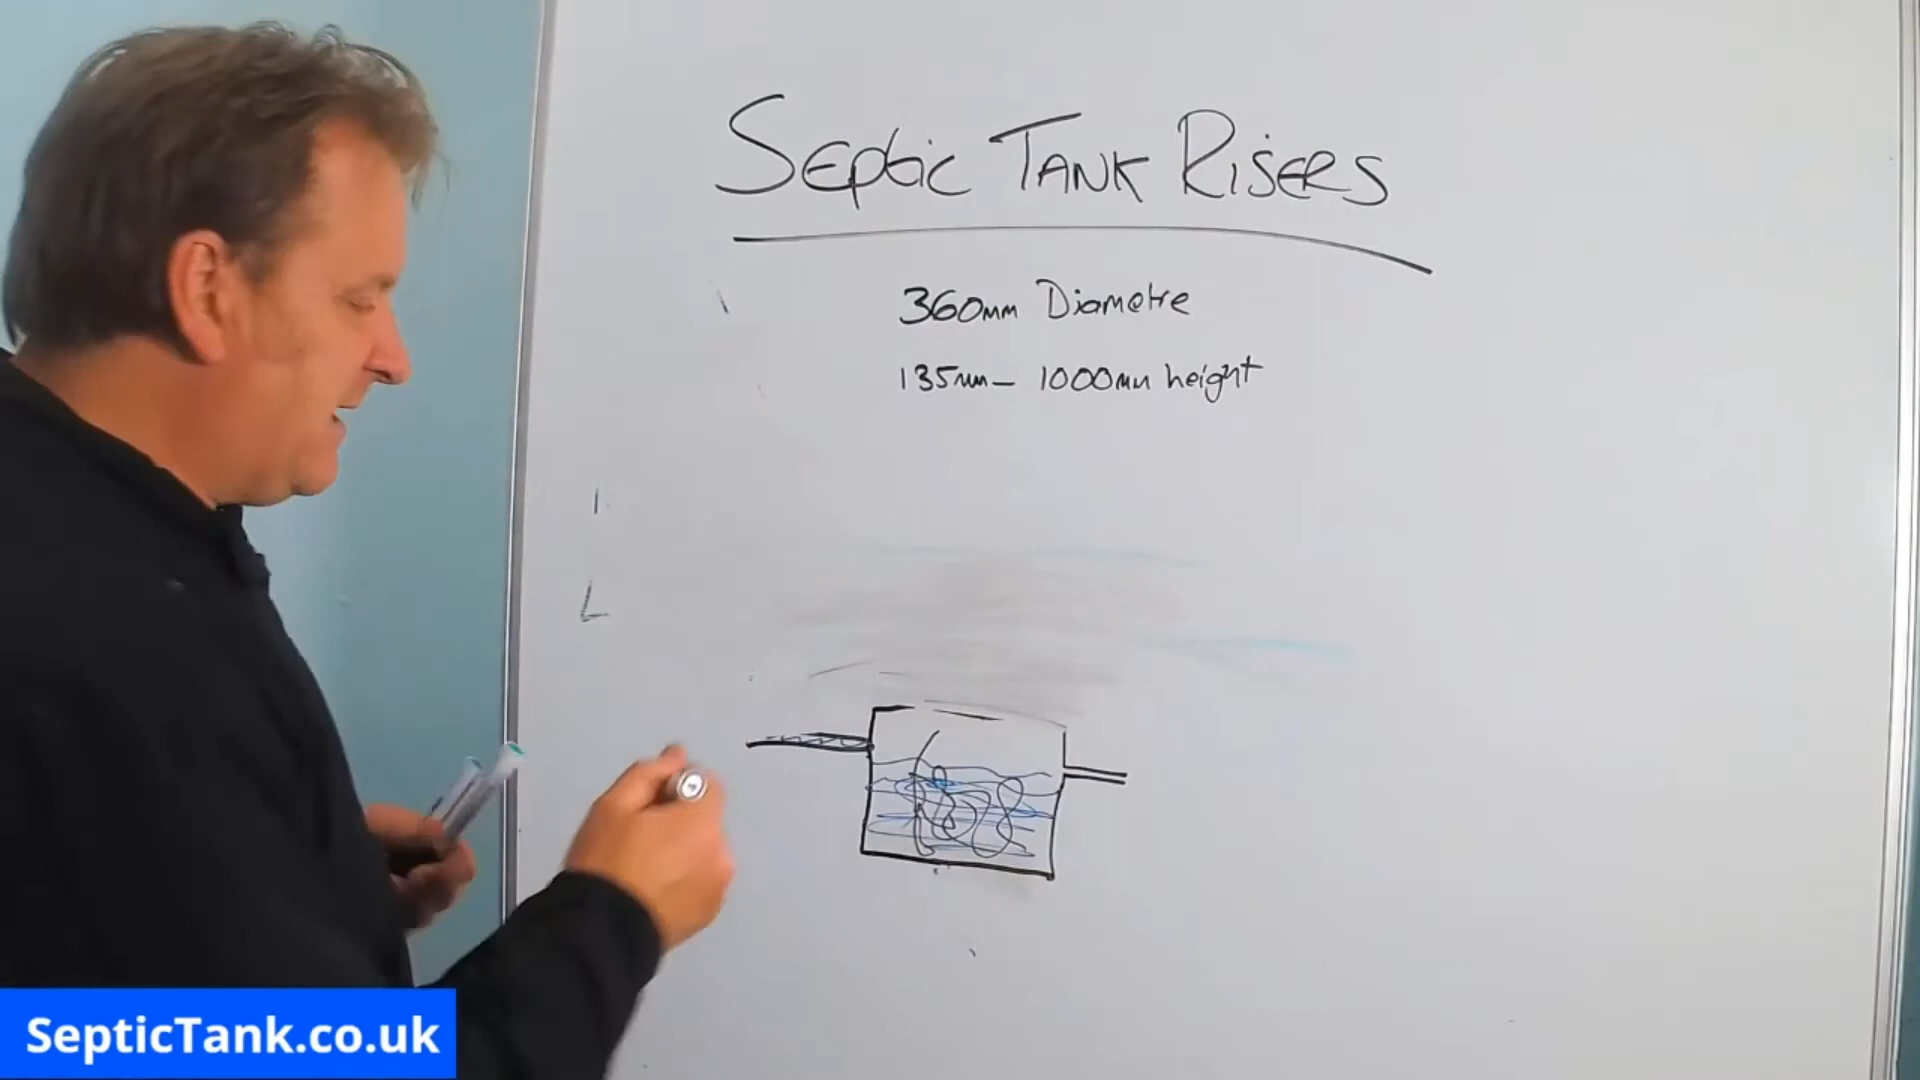 SEptic TANK RISERS
360mm Diametre
135mm - 1000mm height
SepticTank.co.uk